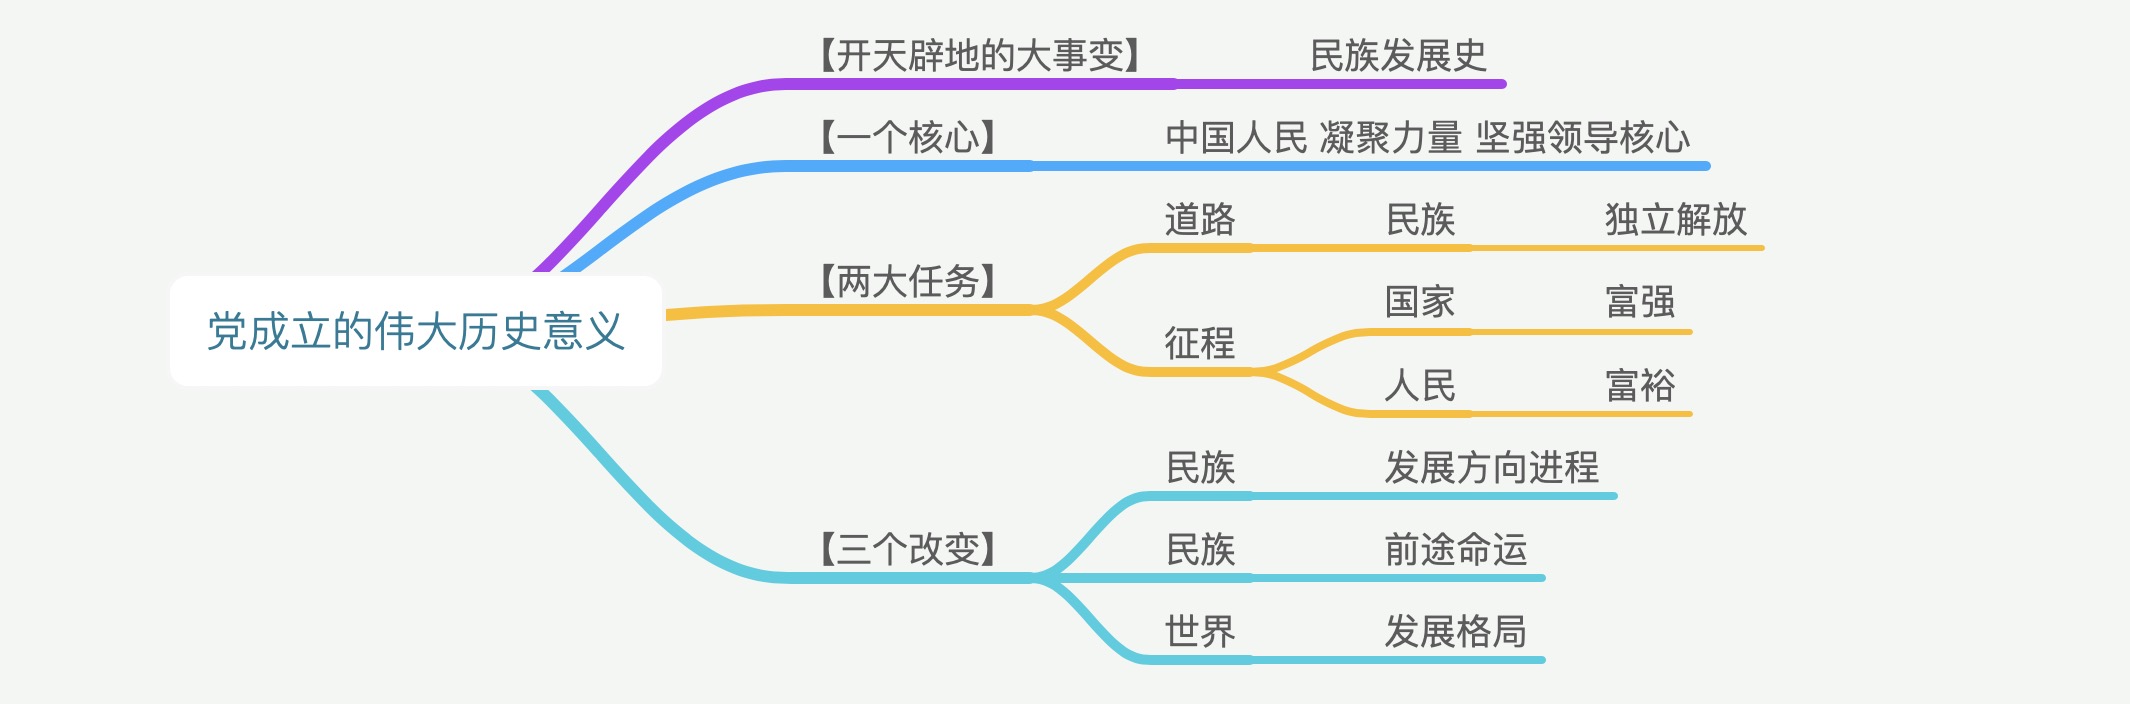 【开天辟地的大事变】 民族发展史
【一个核心】 中国人民 凝聚力量 坚强领导核心
道路 民族 独立解放
【两大任务】
国家 富强
征程
人民 富裕
党成立的伟大历史意义
民族 发展方向进程
【三个改变】 民族 前途命运
世界 发展格局